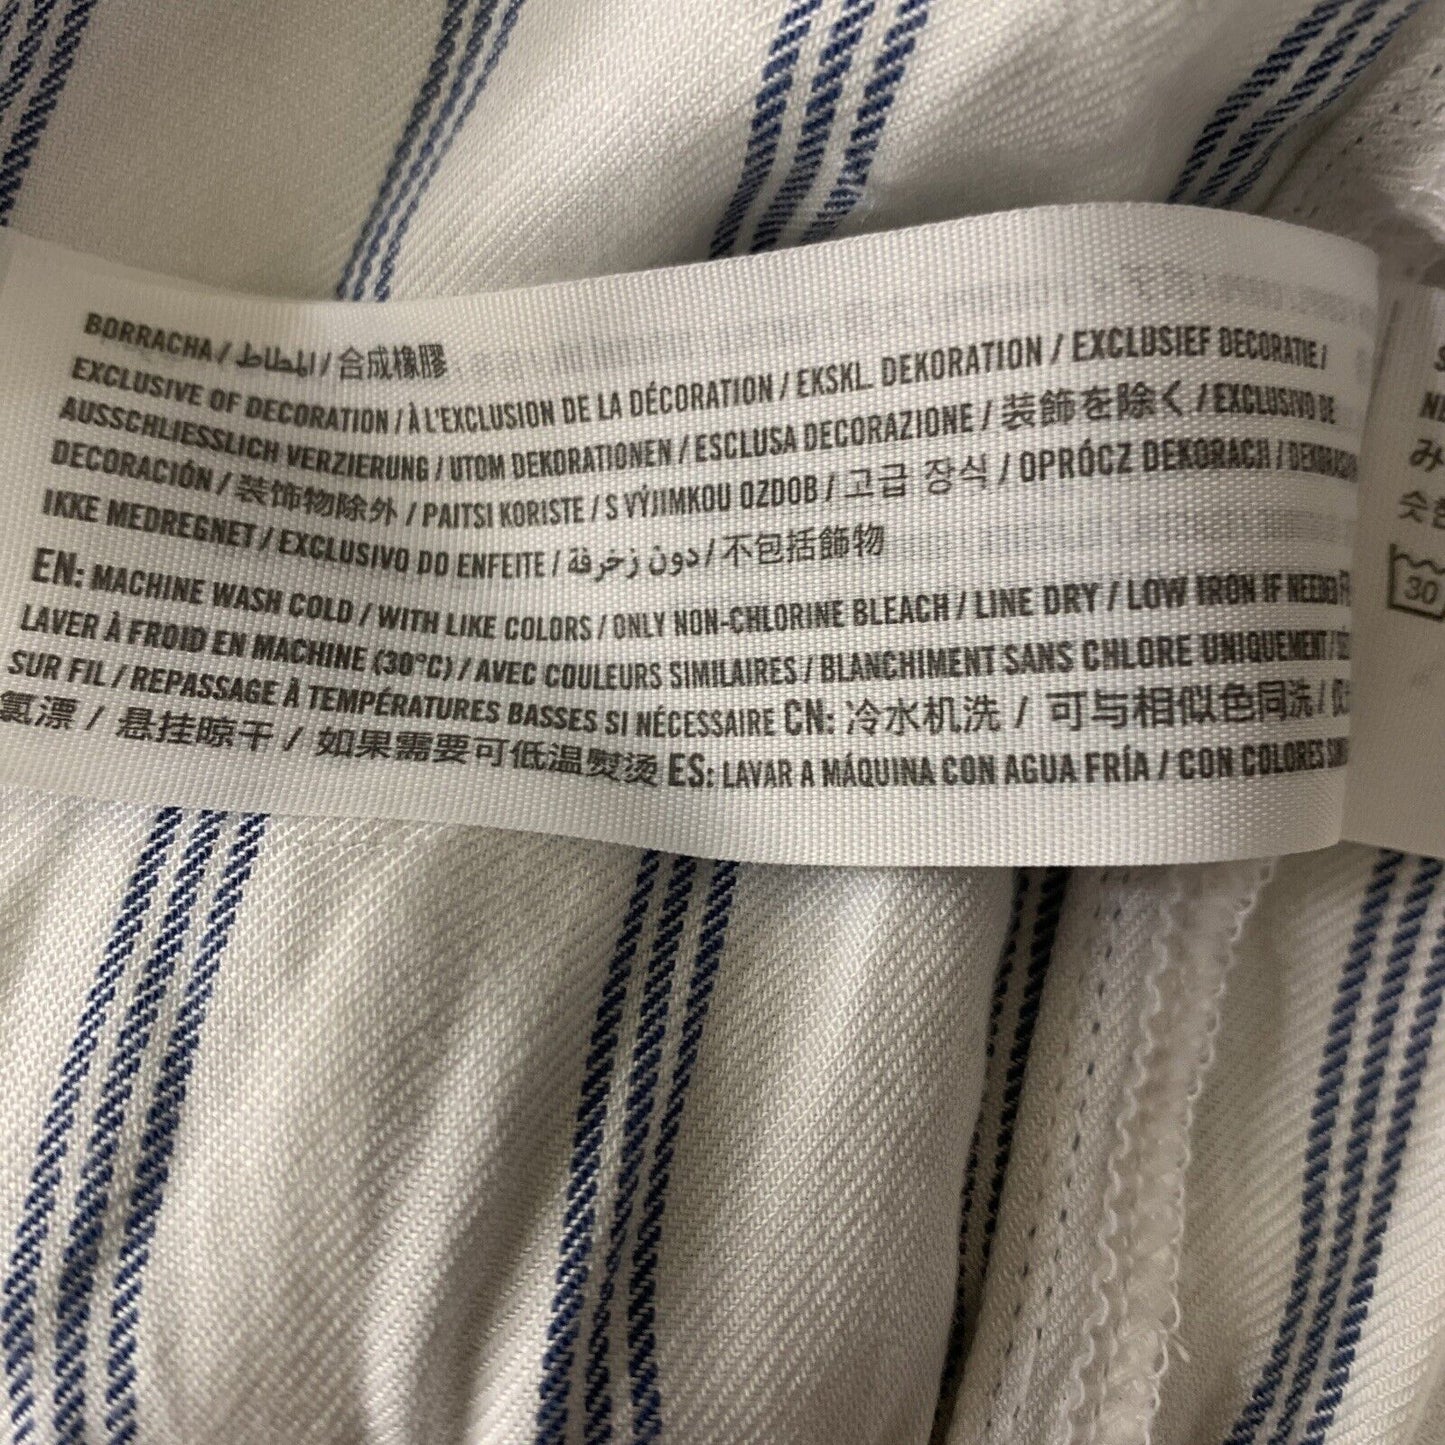 BORRACHA / المطاط / 合成橡膠
EXCLUSIVE OF DECORATION / À L'EXCLUSION DE LA DÉCORATION / EKSKL. DEKORATION / EXCLUSIEF DECORATIE /
AUSSCHLIESSLICH VERZIERUNG / UTOM DEKORATIONEN / ESCLUSA DECORAZIONE / 装飾を除く / EXCLUSIVO DE
DECORACIÓN / 装饰物除外 / PAITSI KORISTE / S VÝJIMKOU OZDOB / 고급 장식 / OPRÓCZ DEKORACJI /
IKKE MEDREGNET / EXCLUSIVO DO ENFEITE / دون زخرفة / 不包括飾物
EN: MACHINE WASH COLD / WITH LIKE COLORS / ONLY NON-CHLORINE BLEACH / LINE DRY / LOW IRON IF NEEDED
LAVER À FROID EN MACHINE (30°C) / AVEC COULEURS SIMILAIRES / BLANCHIMENT SANS CHLORE UNIQUEMENT /
SUR FIL / REPASSAGE À TEMPÉRATURES BASSES SI NÉCESSAIRE CN: 冷水机洗 / 可与相似色同洗 /
氯漂 / 悬挂晾干 / 如果需要可低温熨烫 ES: LAVAR A MÁQUINA CON AGUA FRÍA / CON COLORES
み
숏
30